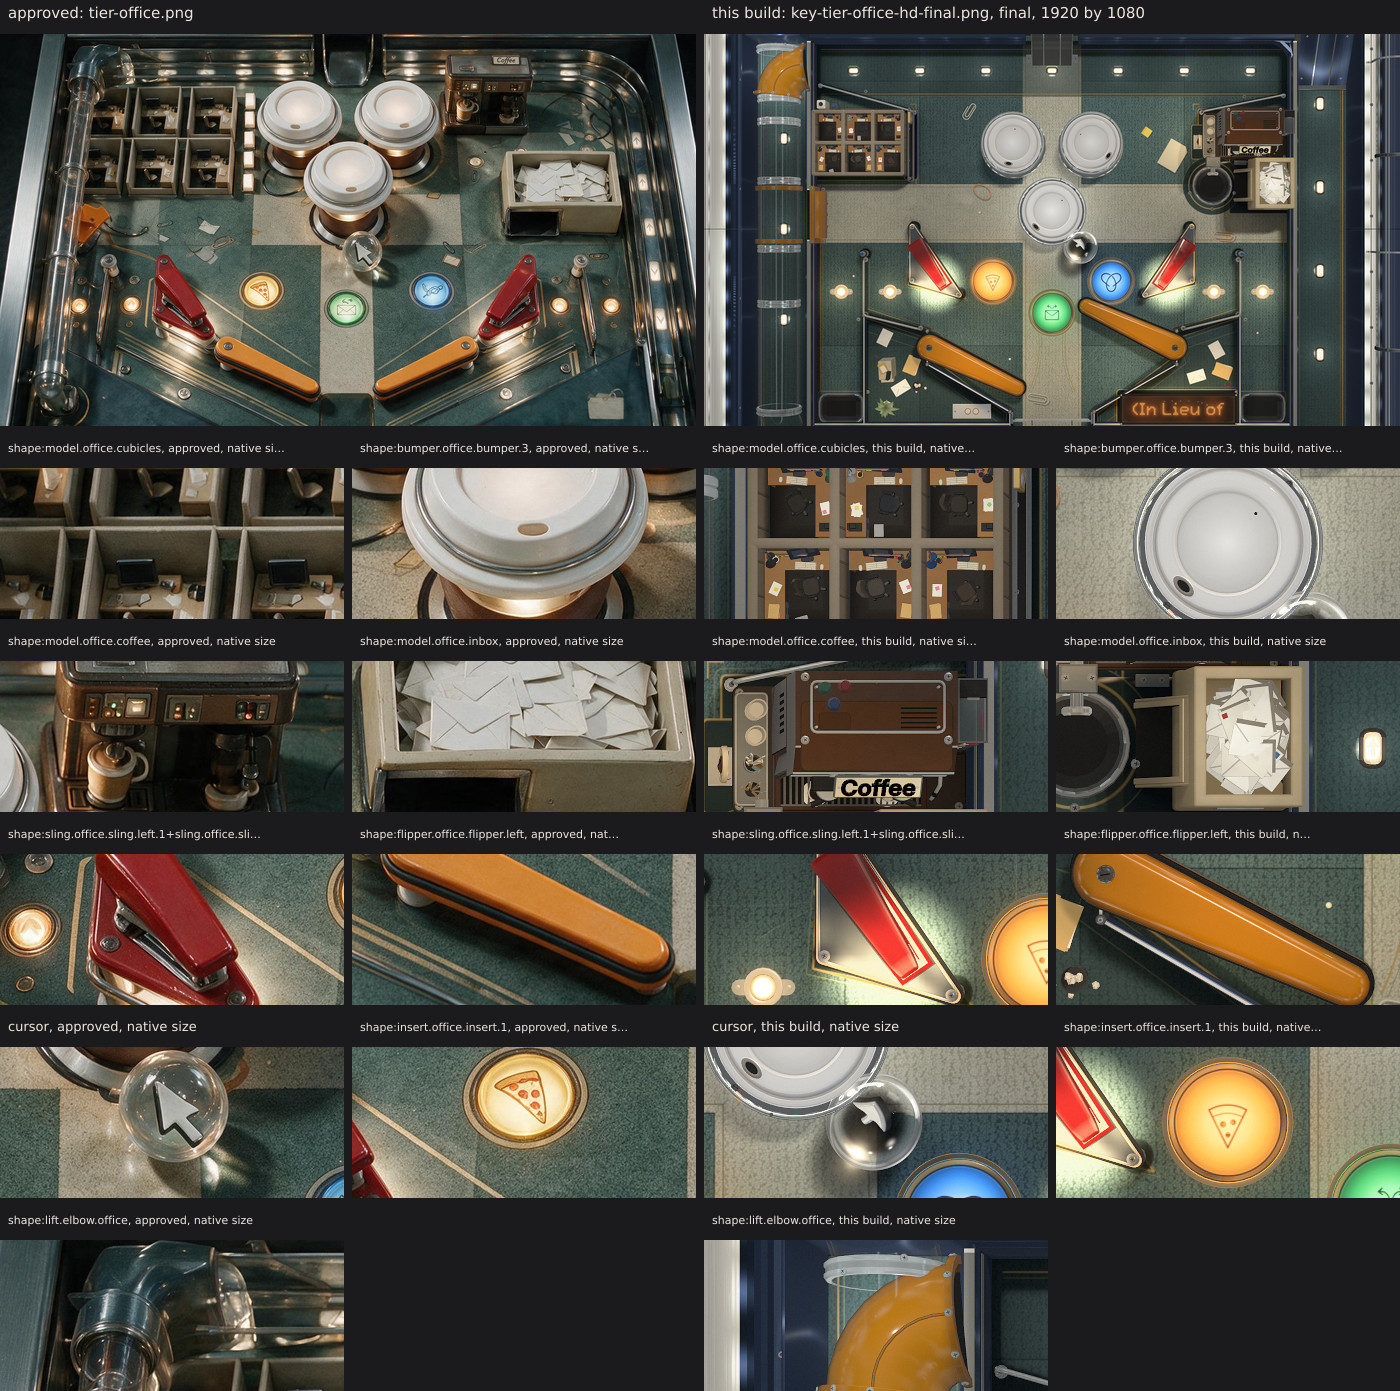 approved: tier-office.png
this build: key-tier-office-hd-final.png, final, 1920 by 1080
Coffee
Coffee
(In Lieu of
shape:model.office.cubicles, approved, native si...
shape:bumper.office.bumper.3, approved, native s...
shape:model.office.cubicles, this build, native...
shape:bumper.office.bumper.3, this build, native...
shape:model.office.coffee, approved, native size
shape:model.office.inbox, approved, native size
shape:model.office.coffee, this build, native si...
shape:model.office.inbox, this build, native size
Coffee
shape:sling.office.sling.left.1+sling.office.sli...
shape:flipper.office.flipper.left, approved, nat...
shape:sling.office.sling.left.1+sling.office.sli...
shape:flipper.office.flipper.left, this build, n...
cursor, approved, native size
shape:insert.office.insert.1, approved, native s...
cursor, this build, native size
shape:insert.office.insert.1, this build, native...
shape:lift.elbow.office, approved, native size
shape:lift.elbow.office, this build, native size